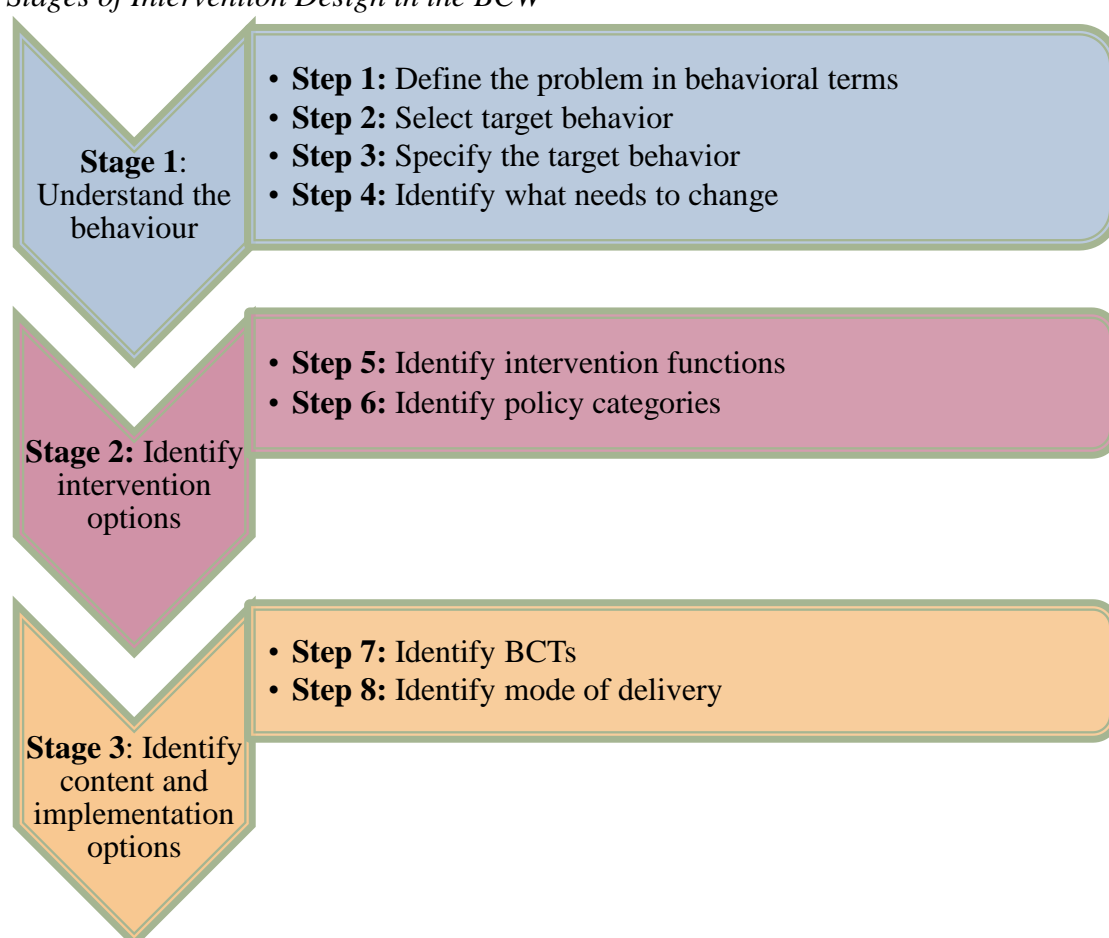 Stages of Intervention Design in the BCW
Stage 1:
Understand the
behaviour
• Step 1: Define the problem in behavioral terms
• Step 2: Select target behavior
• Step 3: Specify the target behavior
• Step 4: Identify what needs to change
Stage 2: Identify
intervention
options
• Step 5: Identify intervention functions
• Step 6: Identify policy categories
Stage 3: Identify
content and
implementation
options
• Step 7: Identify BCTs
• Step 8: Identify mode of delivery